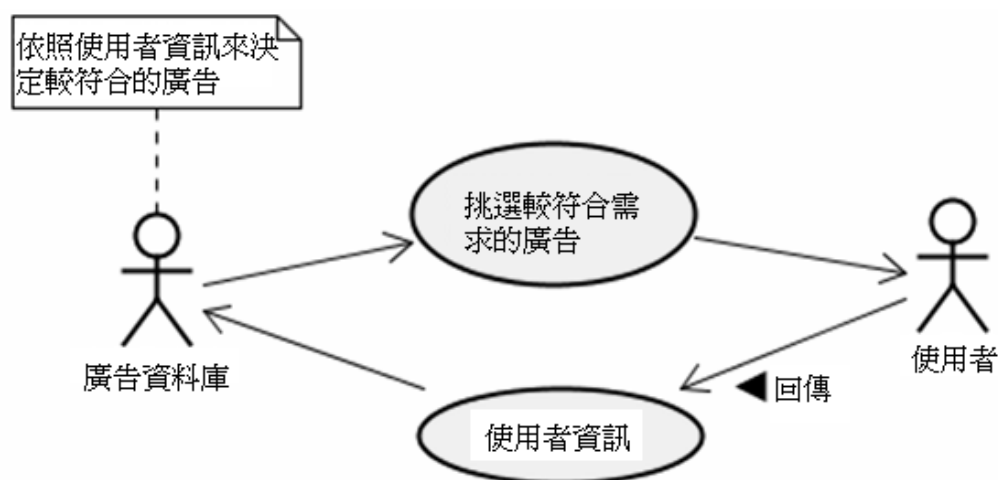 依照使用者資訊來決
定較符合的廣告
挑選較符合需
求的廣告
使用者
廣告資料庫
回傳
使用者資訊